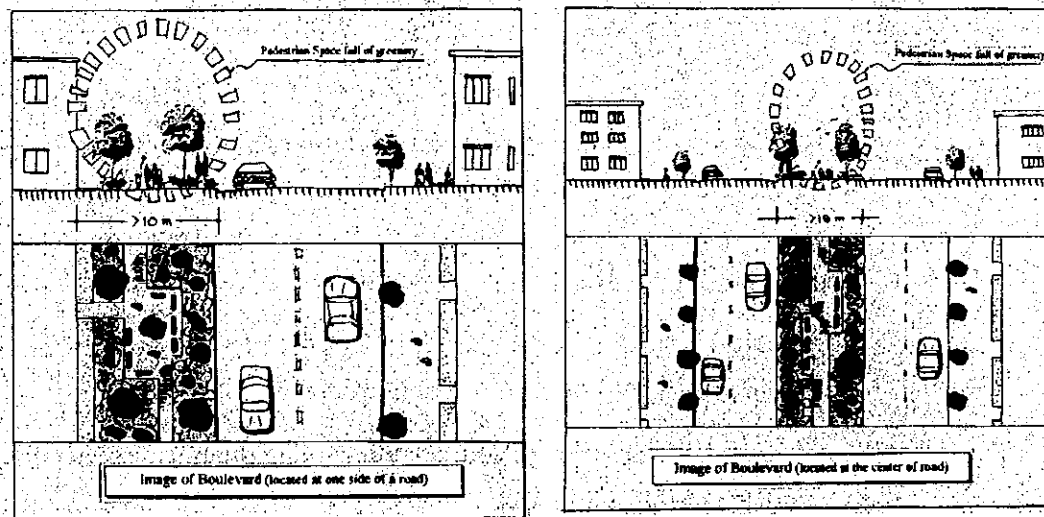 Pedestrian Space full of greenery
>10 m
Image of Boulevard (located at one side of a road)
Pedestrian Space full of greenery
>10 m
Image of Boulevard (located at the center of road)